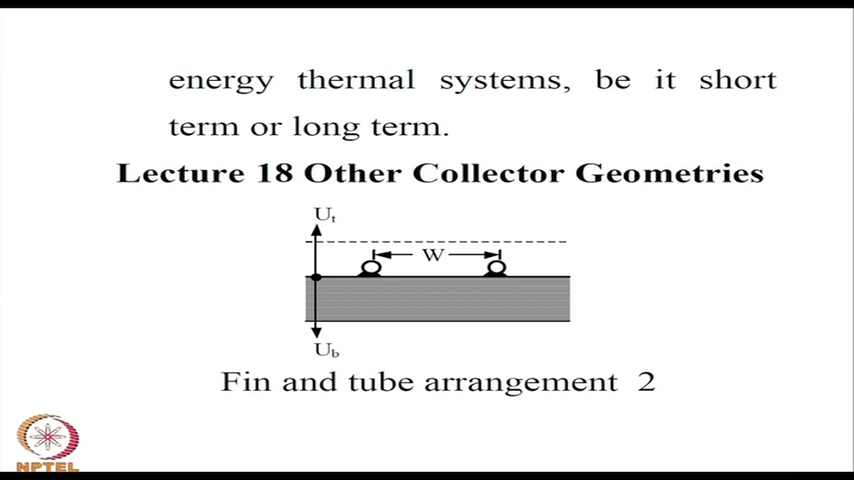 energy thermal systems, be it short
term or long term.
Lecture 18 Other Collector Geometries
Ut
W
Ub
Fin and tube arrangement 2
NPTEL